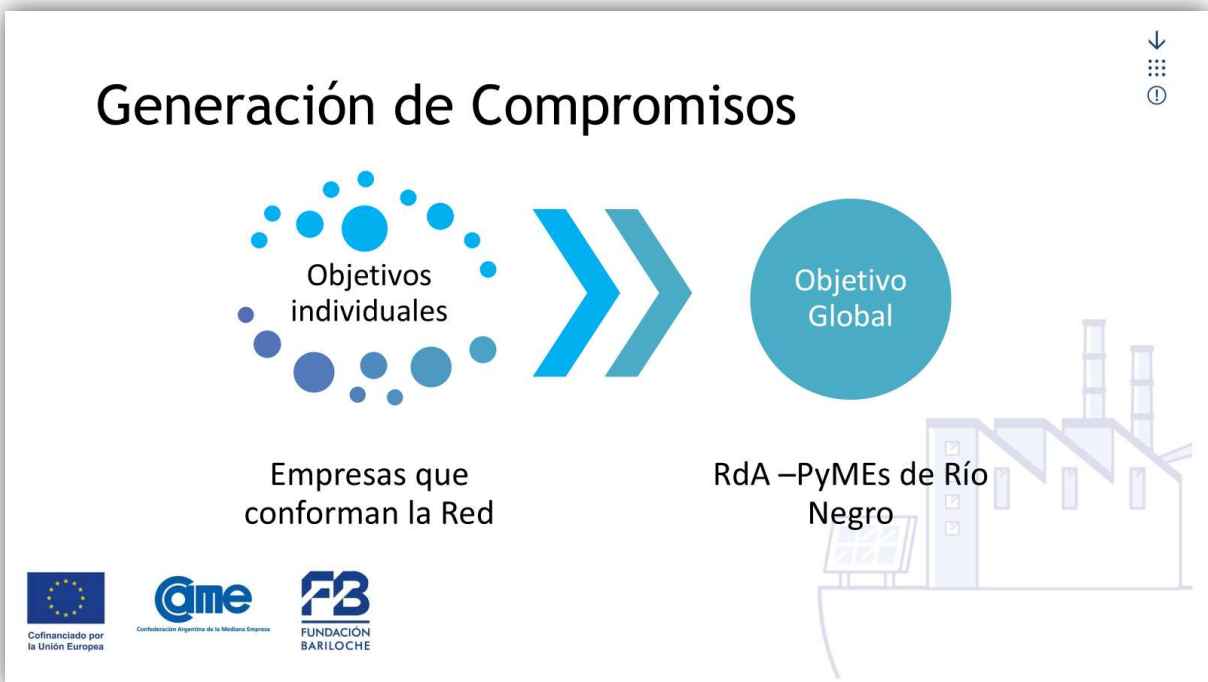 Generación de Compromisos
Objetivos
individuales
Objetivo
Global
Empresas que
conforman la Red
RdA –PyMEs de Río
Negro
Cofinanciado por
la Unión Europea
came
Confederación Argentina de la Mediana Empresa
FB
FUNDACIÓN
BARILOCHE